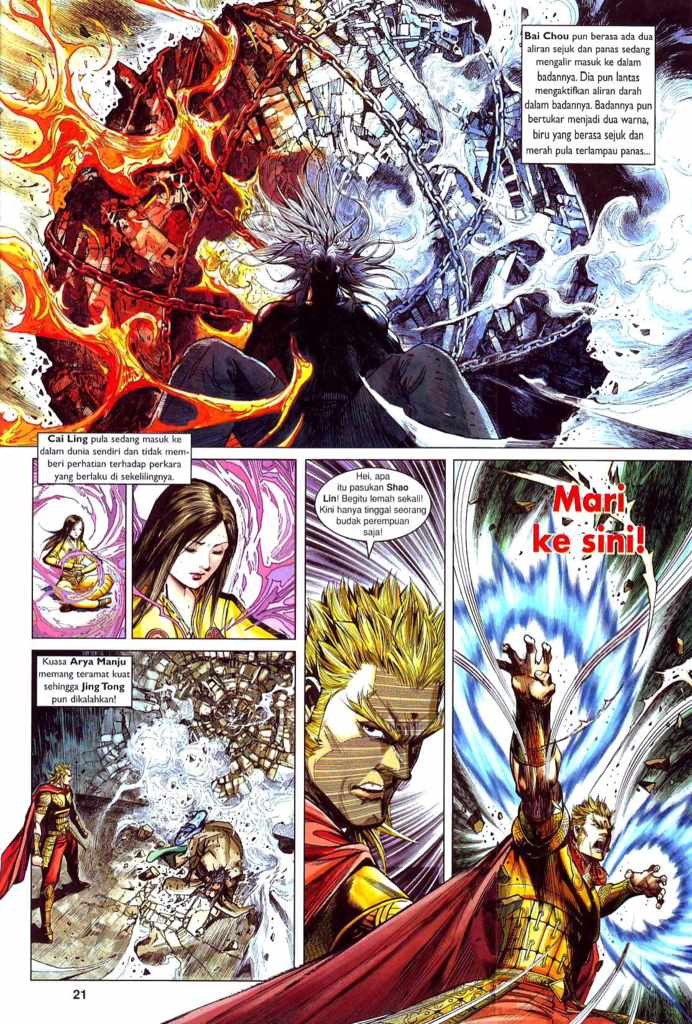 Bai Chou pun berasa ada dua
aliran sejuk dan panas sedang
mengalir masuk ke dalam
badannya. Dia pun lantas
mengaktifkan aliran darah
dalam badannya. Badannya pun
bertukar menjadi dua warna,
biru yang berasa sejuk dan
merah pula terlampau panas...
Cai Ling pula sedang masuk ke
dalam dunia sendiri dan tidak mem-
beri perhatian terhadap perkara
yang berlaku di sekelilingnya.
Hei, apa
itu pasukan Shao
Lin! Begitu lemah sekali!
Kini hanya tinggal seorang
budak perempuan
saja!
Mari
ke sini!
Kuasa Arya Manju
memang teramat kuat
sehingga Jing Tong
pun dikalahkan!
21